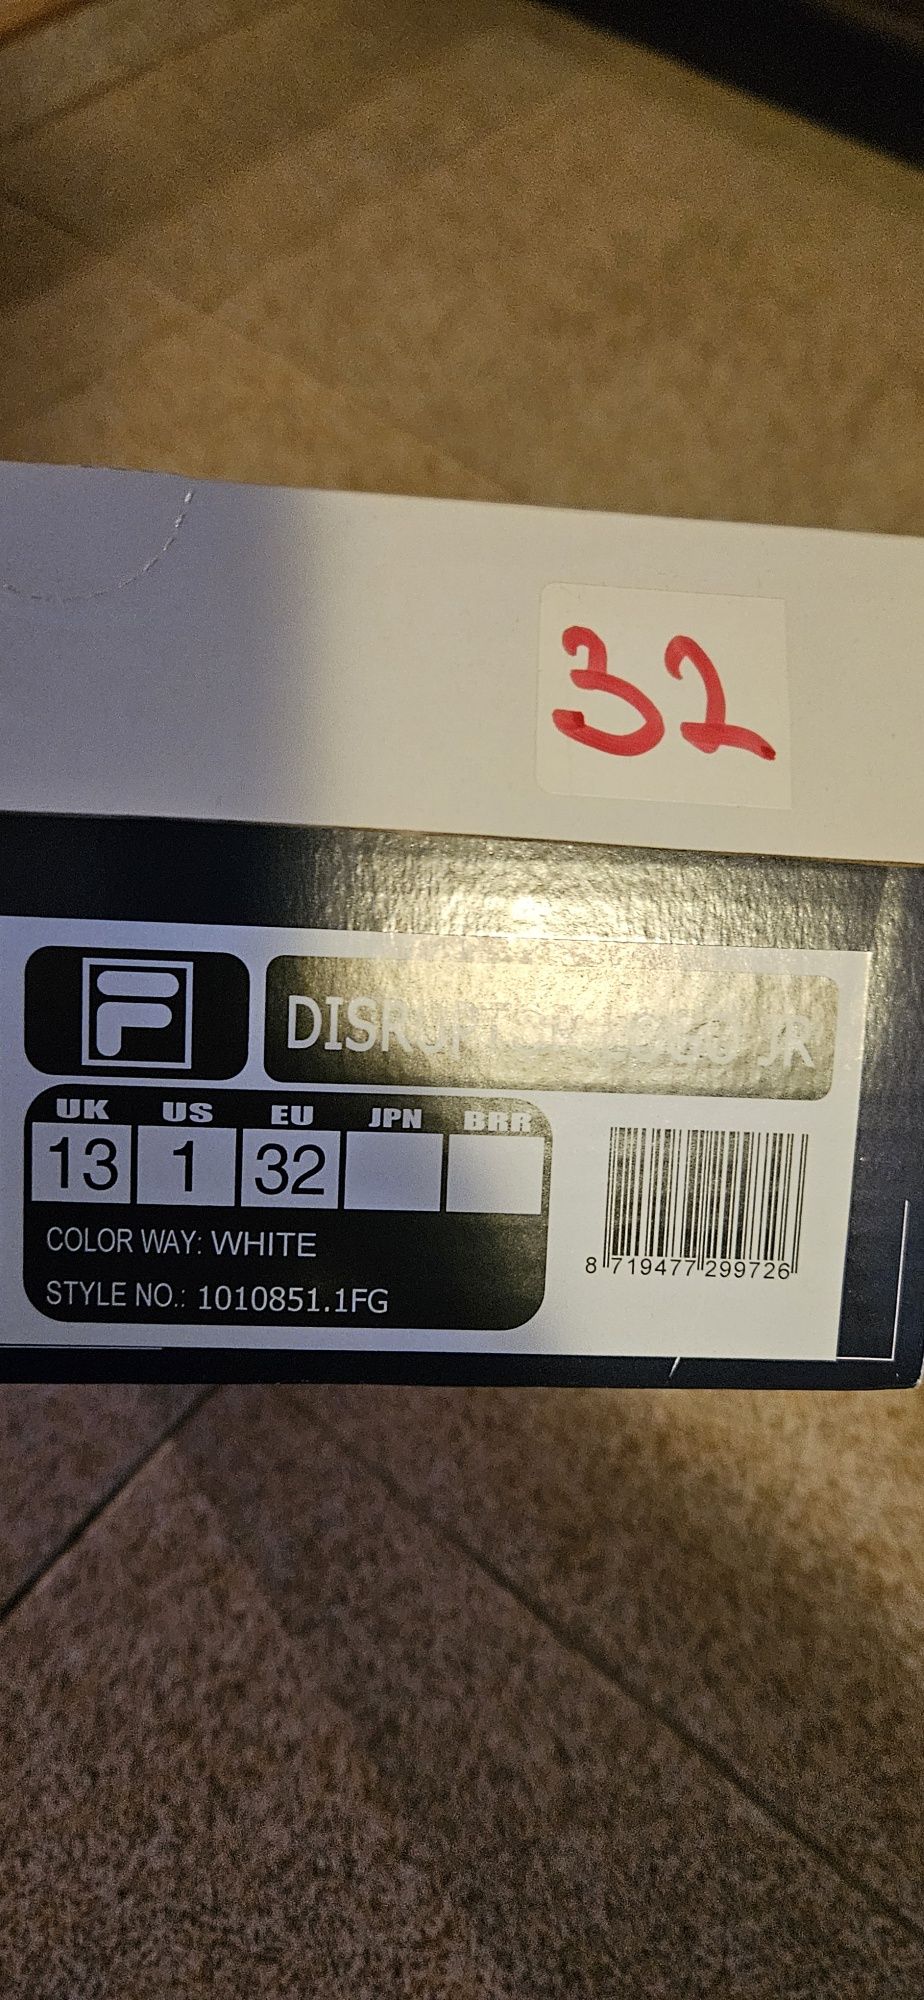 32
DISRUPTOR LOGO JR
UK US EU JPN BRR
13 1 32
COLOR WAY: WHITE
STYLE NO.: 1010851.1FG
8 719477 299726